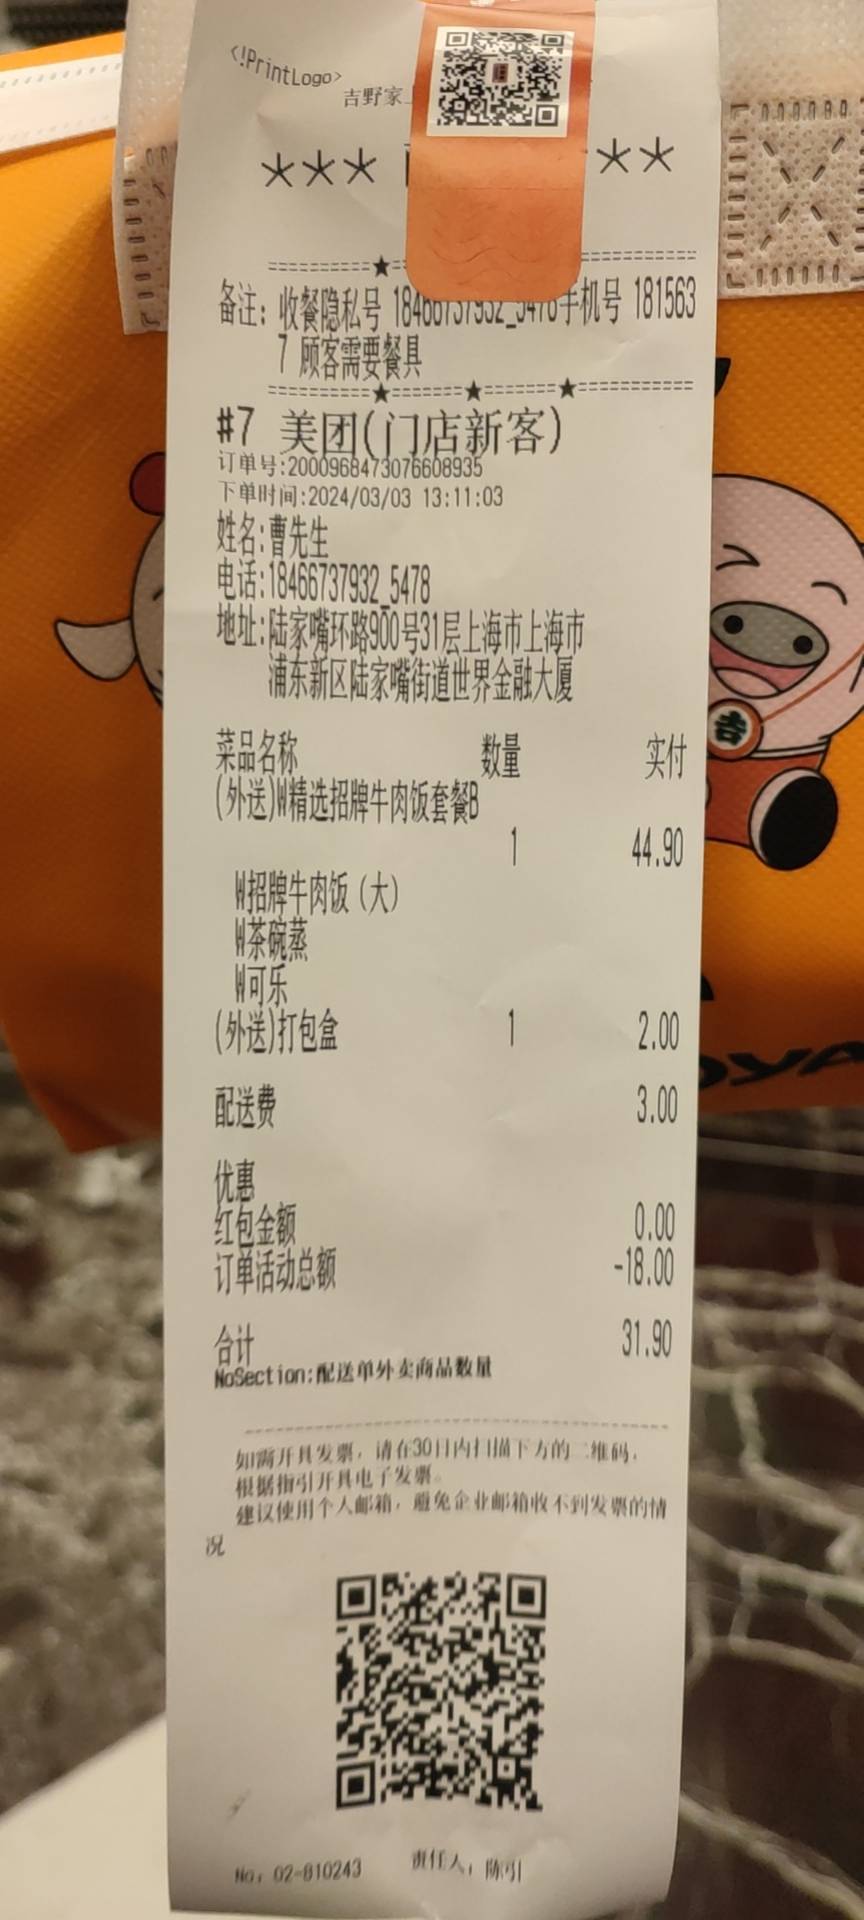 <!PrintLogo>
吉野家
*** **
=====★=====
备注: 收餐隐私号 18466737932_5478手机号 181563
7 顾客需要餐具
=====★=====★=====★=====
#7 美团(门店新客)
订单号:2000968473076608935
下单时间:2024/03/03 13:11:03
姓名:曹先生
电话:18466737932_5478
地址:陆家嘴环路900号31层上海市上海市
浦东新区陆家嘴街道世界金融大厦
菜品名称 数量 实付
(外送)W精选招牌牛肉饭套餐B
1 44.90
W招牌牛肉饭(大)
W茶碗蒸
W可乐
(外送)打包盒 1 2.00
配送费 3.00
优惠
红包金额 0.00
订单活动总额 -18.00
合计 31.90
NoSection:配送单外卖商品数量
如需开具发票，请在30日内扫描下方的二维码，
根据指引开具电子发票。
建议使用个人邮箱，避免企业邮箱收不到发票的情
况
No: 02-810243 责任人: 陈引
吉